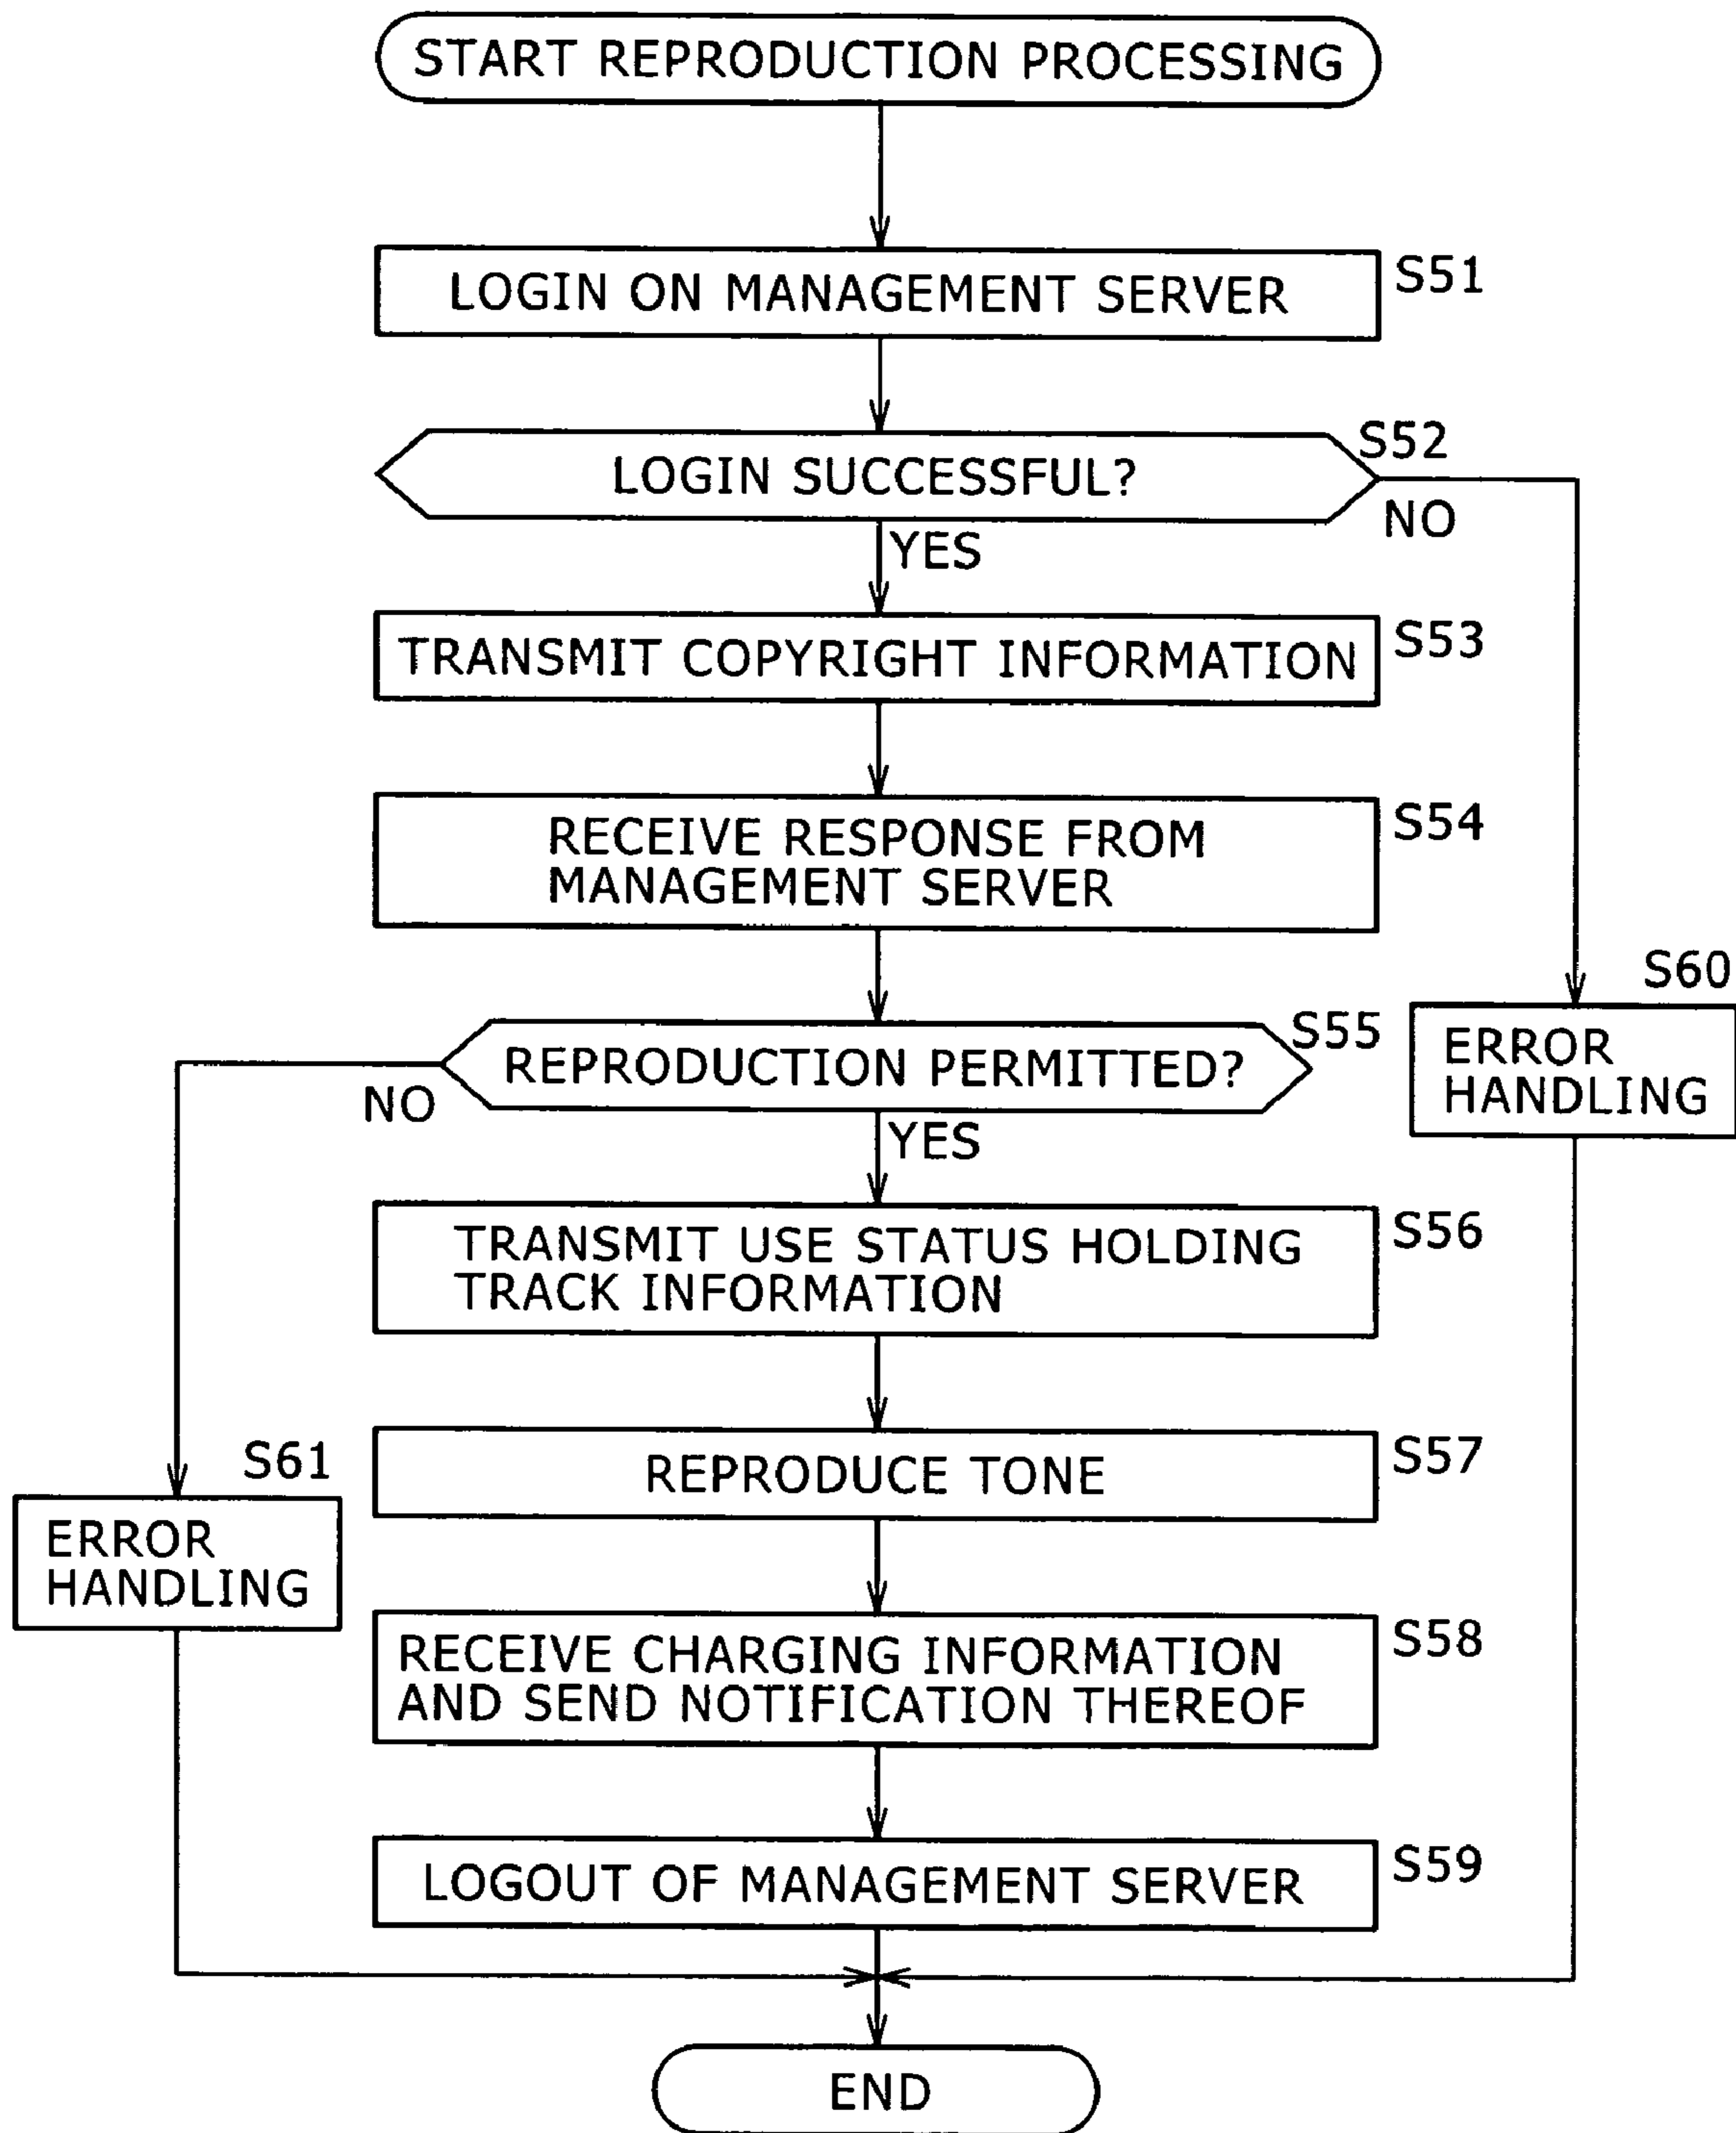 START REPRODUCTION PROCESSING
LOGIN ON MANAGEMENT SERVER
S51
S52
LOGIN SUCCESSFUL?
NO
YES
TRANSMIT COPYRIGHT INFORMATION
S53
RECEIVE RESPONSE FROM
MANAGEMENT SERVER
S54
S60
ERROR
HANDLING
S55
REPRODUCTION PERMITTED?
NO
YES
TRANSMIT USE STATUS HOLDING
TRACK INFORMATION
S56
REPRODUCE TONE
S57
S61
ERROR
HANDLING
RECEIVE CHARGING INFORMATION
AND SEND NOTIFICATION THEREOF
S58
LOGOUT OF MANAGEMENT SERVER
S59
END